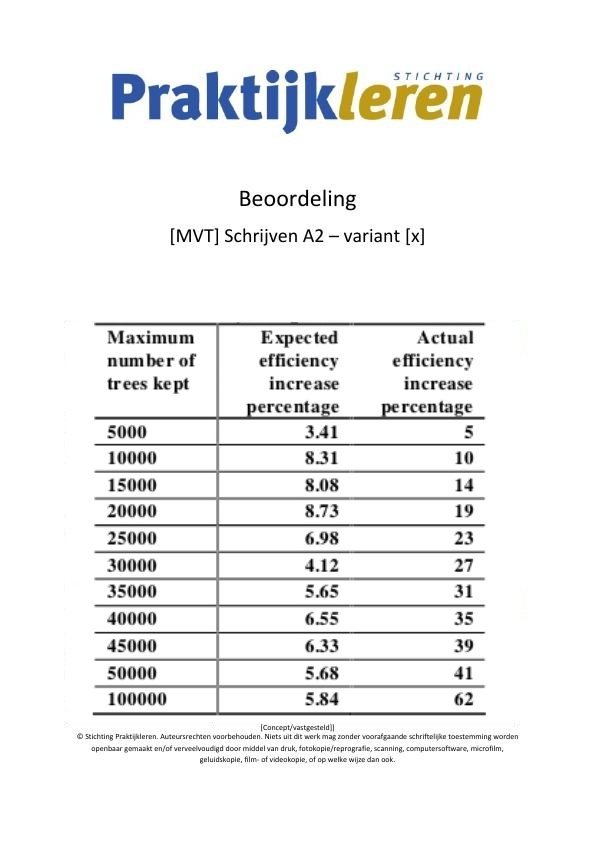 STICHTING
Praktijkleren
Beoordeling
[MVT] Schrijven A2 – variant [x]
Maximum number of trees kept Expected efficiency increase percentage Actual efficiency increase percentage
5000 3.41 5
10000 8.31 10
15000 8.08 14
20000 8.73 19
25000 6.98 23
30000 4.12 27
35000 5.65 31
40000 6.55 35
45000 6.33 39
50000 5.68 41
100000 5.84 62
[Concept/vastgesteld]]
© Stichting Praktijkleren. Auteursrechten voorbehouden. Niets uit dit werk mag zonder voorafgaande schriftelijke toestemming worden
openbaar gemaakt en/of verveelvoudigd door middel van druk, fotokopie/reprografie, scanning, computersoftware, microfilm,
geluidskopie, film- of videokopie, of op welke wijze dan ook.